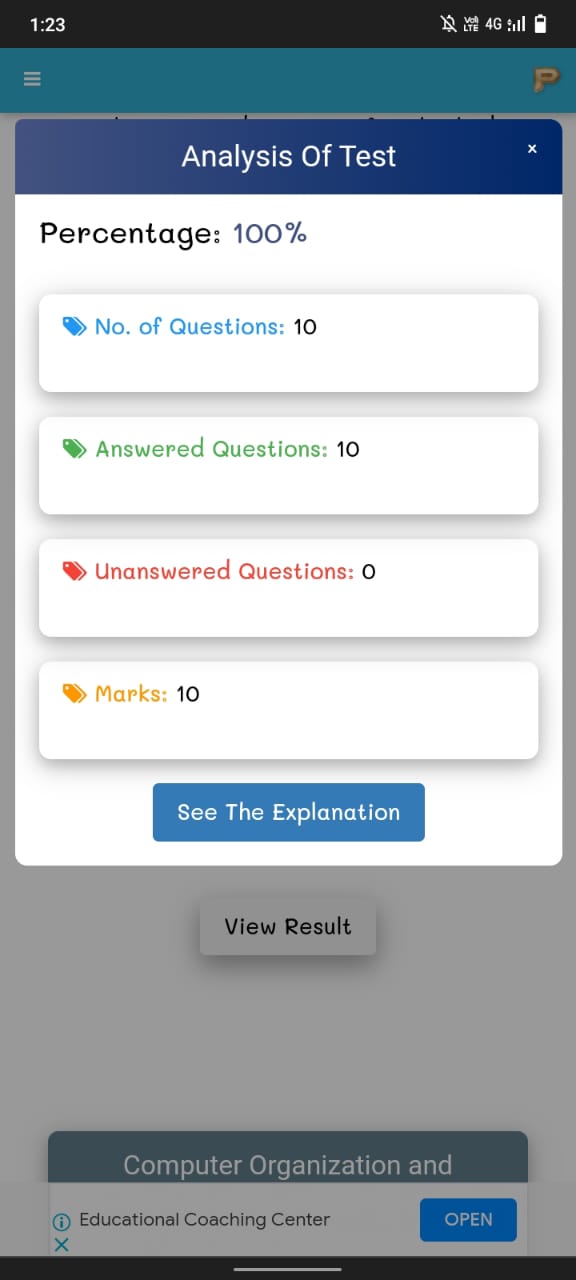 1:23
Vo)) LTE 4G
Analysis Of Test
×
Percentage: 100%
No. of Questions: 10
Answered Questions: 10
Unanswered Questions: 0
Marks: 10
See The Explanation
View Result
Computer Organization and
Educational Coaching Center
OPEN